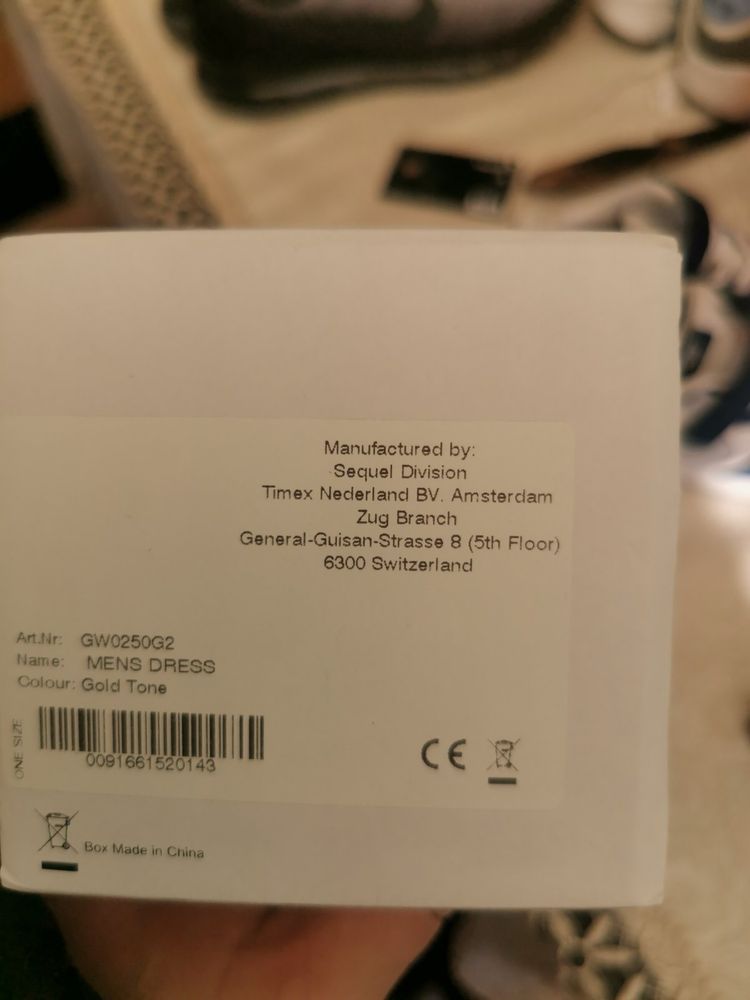 Manufactured by:
Sequel Division
Timex Nederland BV. Amsterdam
Zug Branch
General-Guisan-Strasse 8 (5th Floor)
6300 Switzerland
Art.Nr: GW0250G2
Name: MENS DRESS
Colour: Gold Tone
ONE SIZE
0091661520143
CE
Box Made in China